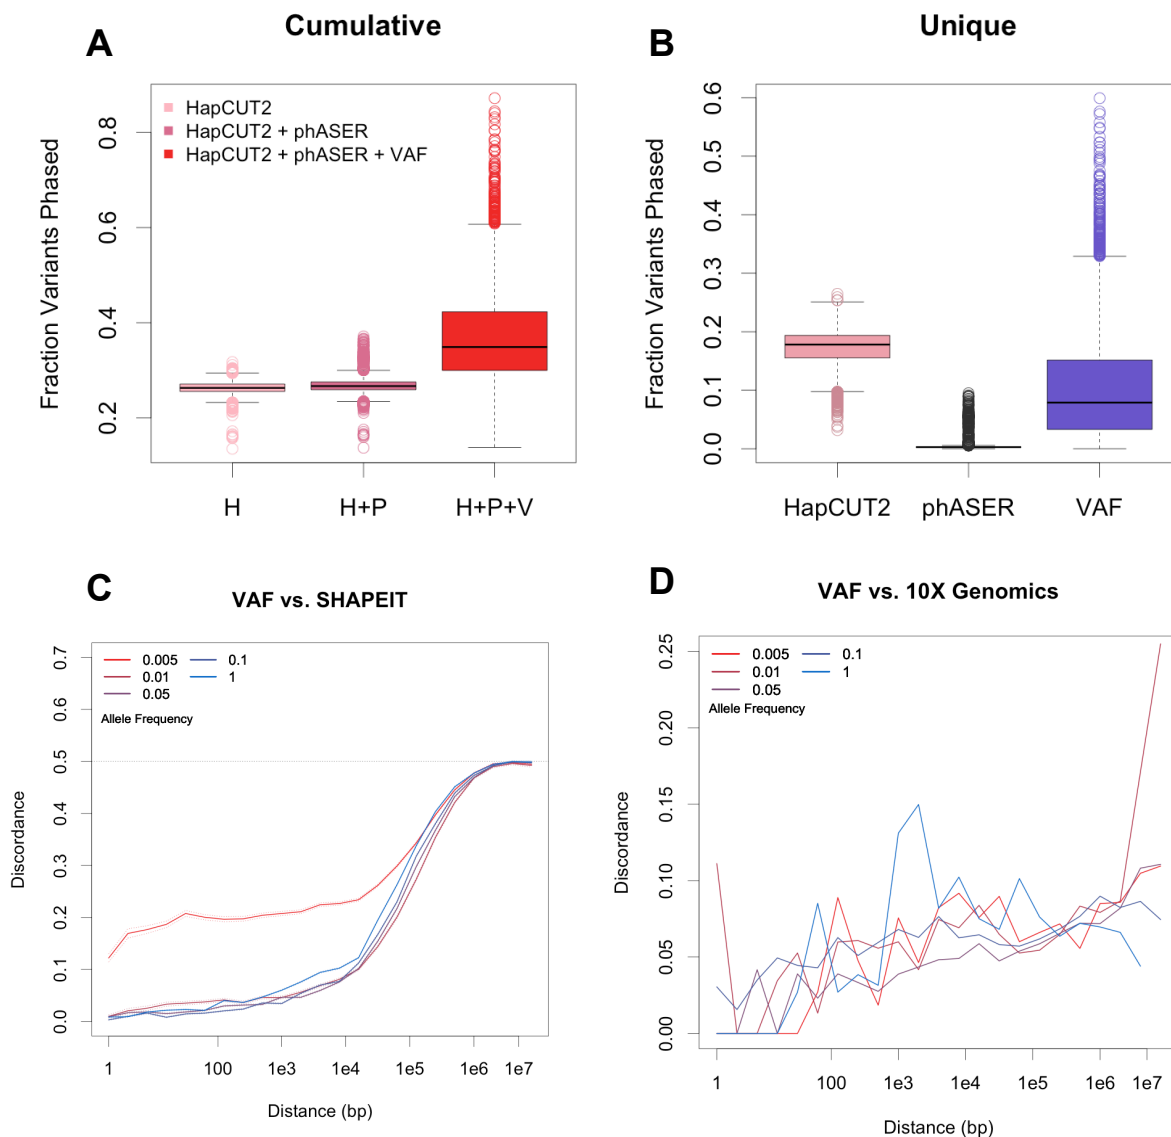 Cumulative
A
Fraction Variants Phased
0.8
0.6
0.4
0.2
HapCUT2
HapCUT2 + phASER
HapCUT2 + phASER + VAF
H
H+P
H+P+V
Unique
B
Fraction Variants Phased
0.6
0.5
0.4
0.3
0.2
0.1
0.0
HapCUT2
phASER
VAF
C
VAF vs. SHAPEIT
Discordance
0.7
0.6
0.5
0.4
0.3
0.2
0.1
0.0
0.005
0.01
0.05
0.1
1
Allele Frequency
1
100
1e3
1e4
1e5
1e6
1e7
Distance (bp)
D
VAF vs. 10X Genomics
Discordance
0.25
0.20
0.15
0.10
0.05
0.00
0.005
0.01
0.05
0.1
1
Allele Frequency
1
100
1e3
1e4
1e5
1e6
1e7
Distance (bp)